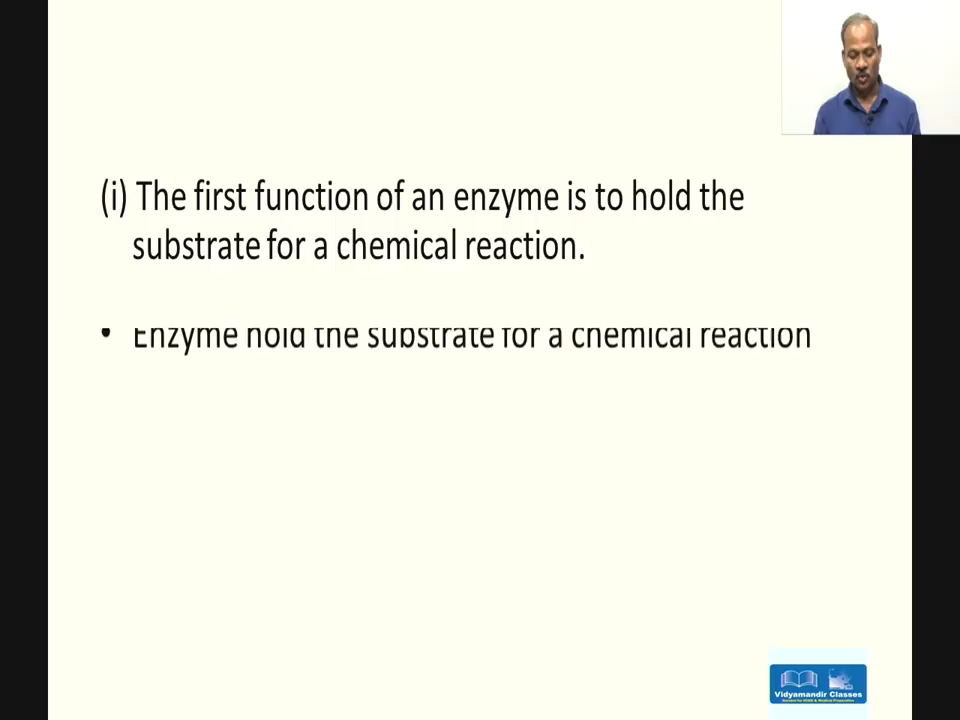 (i) The first function of an enzyme is to hold the
substrate for a chemical reaction.
• Enzyme hold the substrate for a chemical reaction
Vidyamandir Classes